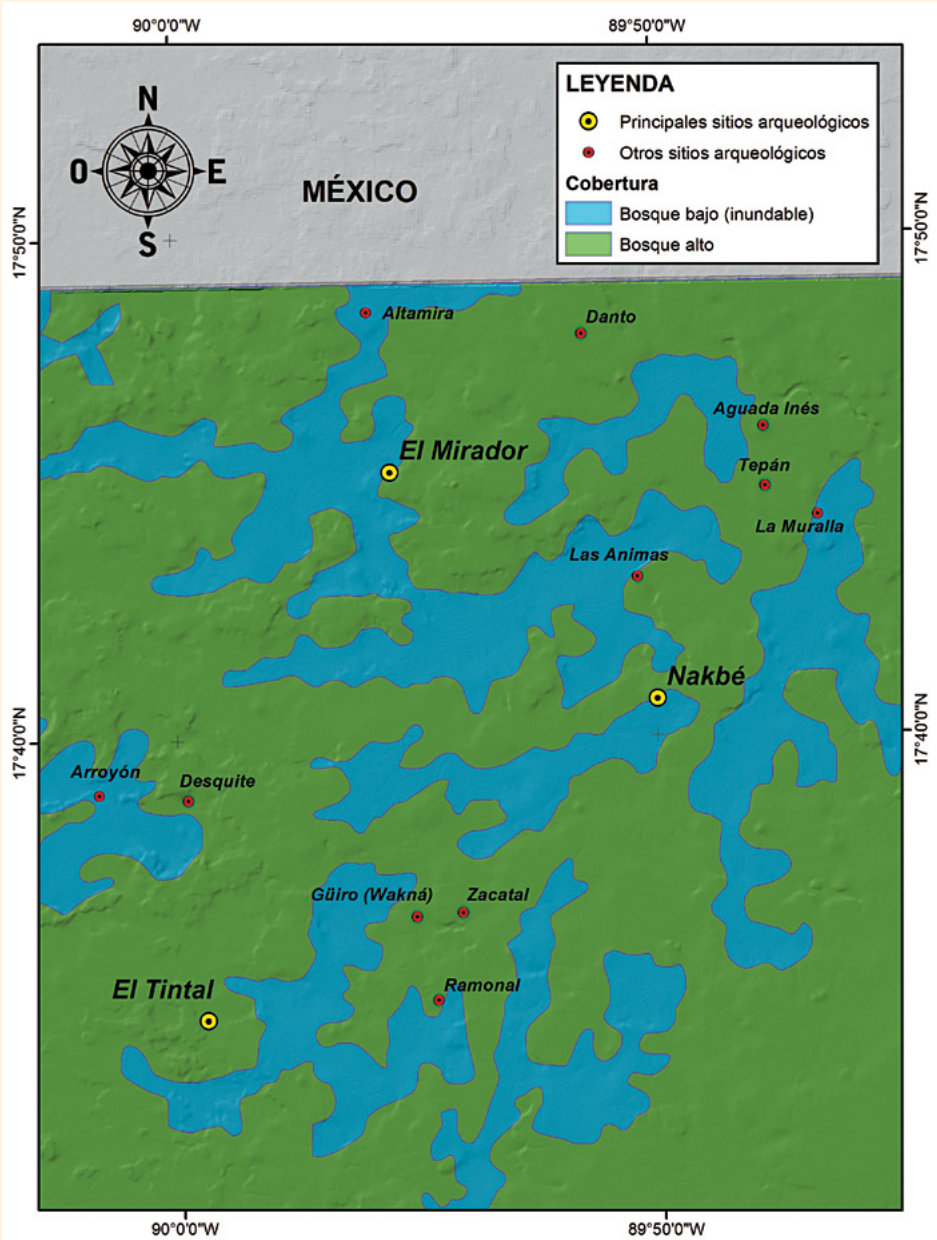 90°0'0"W
89°50'0"W
LEYENDA
Principales sitios arqueológicos
Otros sitios arqueológicos
Cobertura
Bosque bajo (inundable)
Bosque alto
N
O
E
S
MÉXICO
17°50'0"N
17°50'0"N
Altamira
Danto
Aguada Inés
El Mirador
Tepán
La Muralla
Las Animas
Nakbé
17°40'0"N
17°40'0"N
Arroyón
Desquite
Güiro (Wakná)
Zacatal
El Tintal
Ramonal
90°0'0"W
89°50'0"W